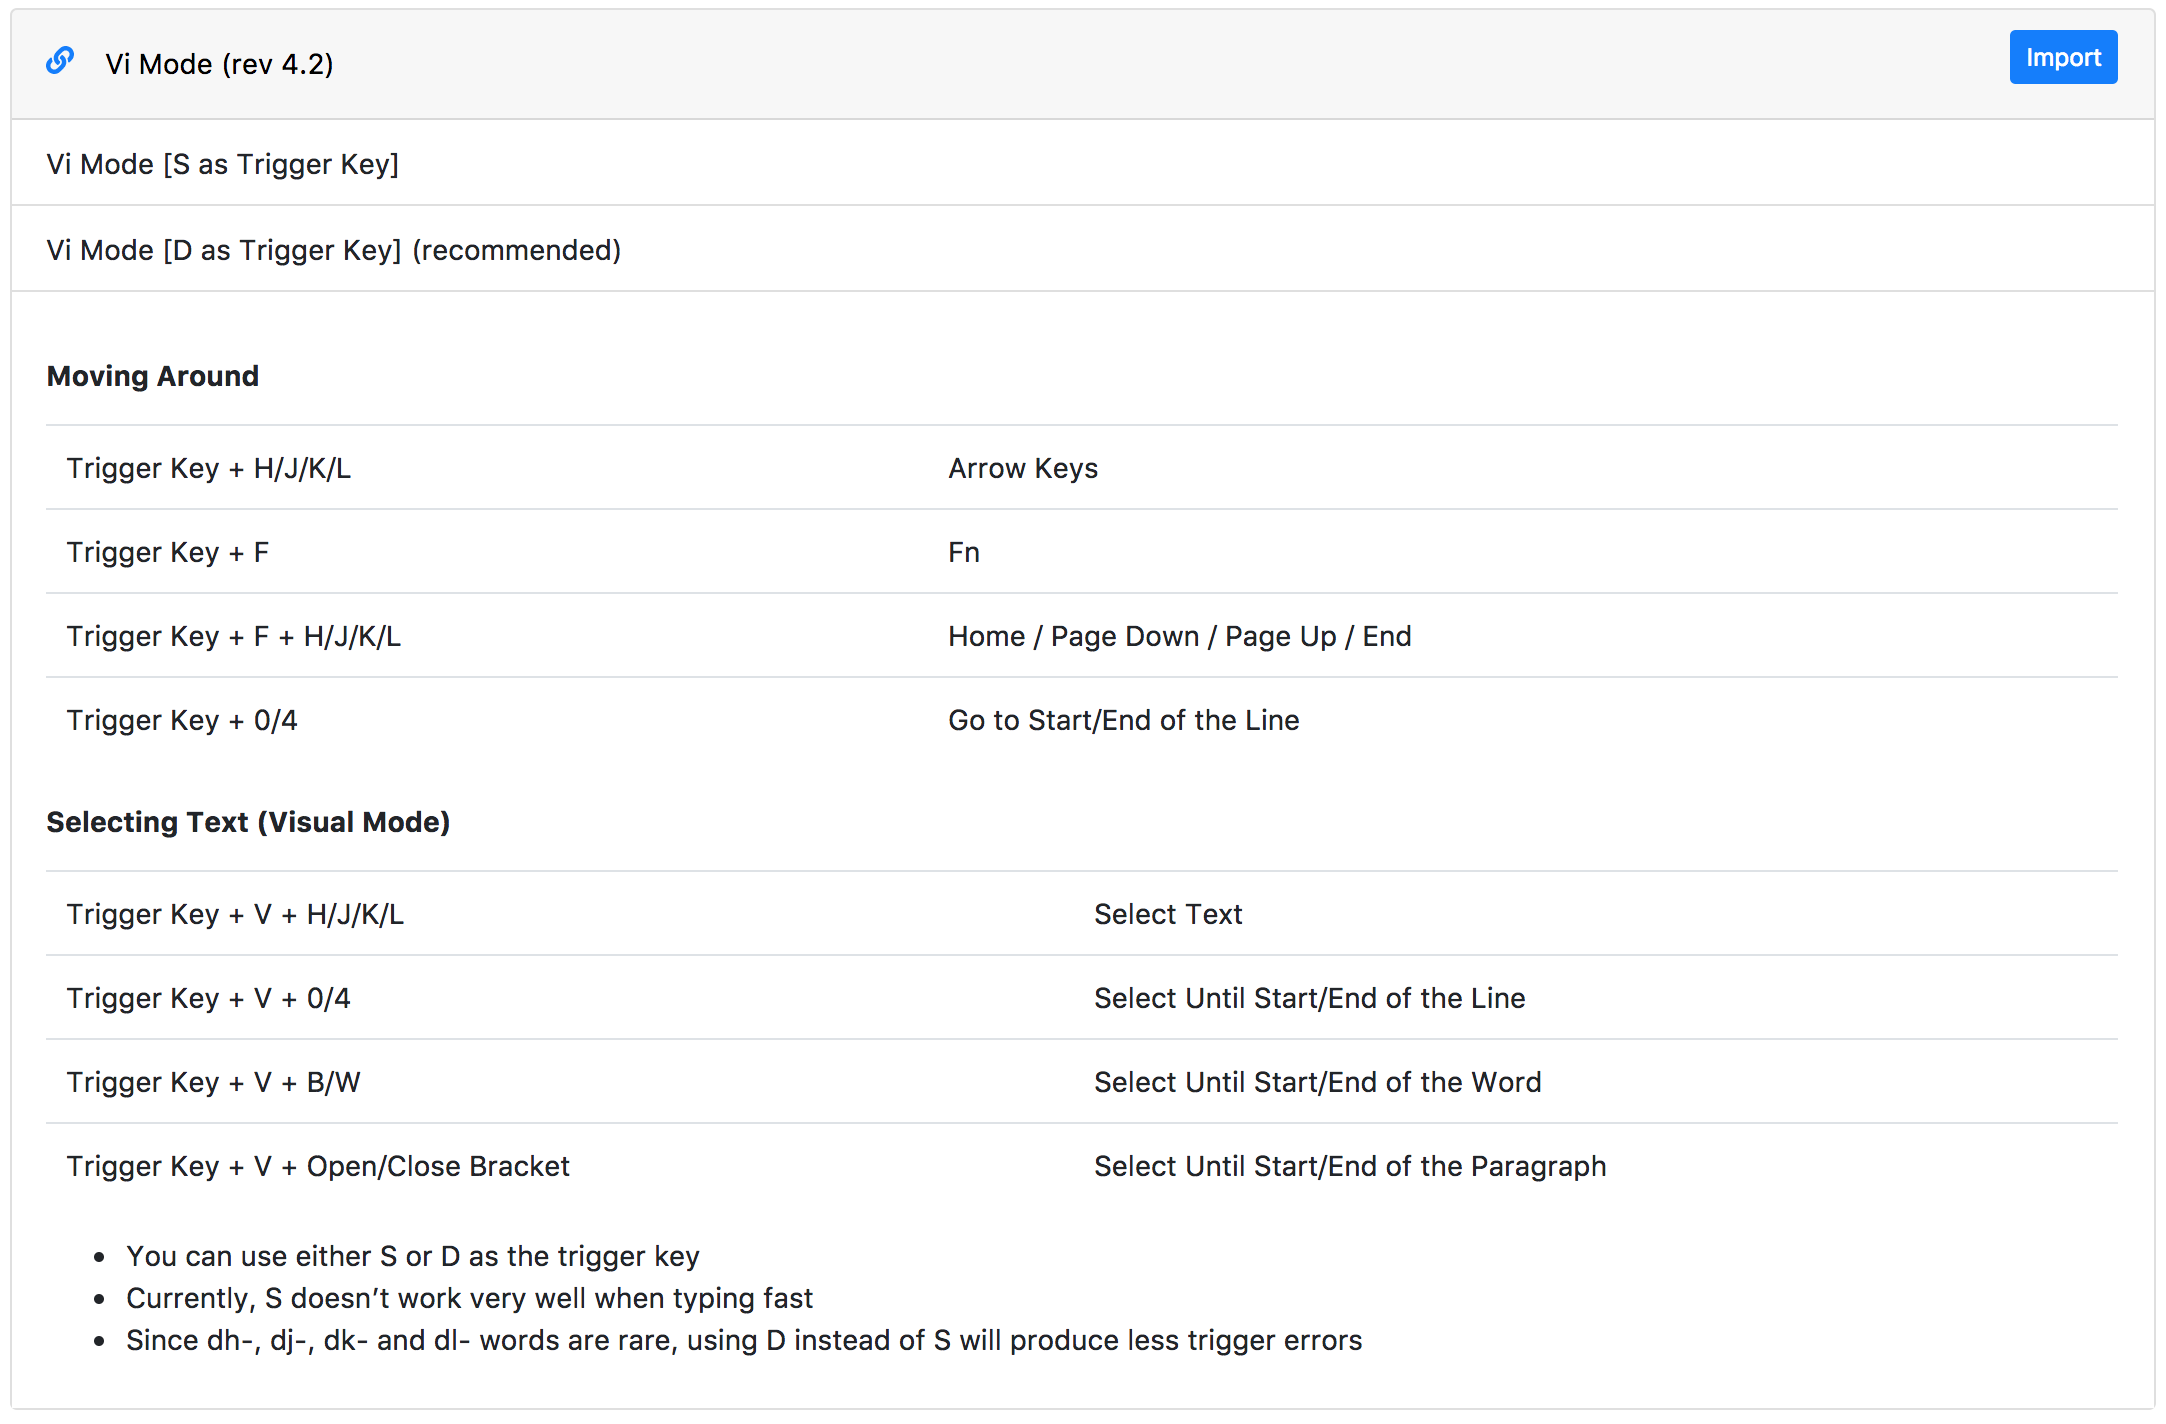 Vi Mode (rev 4.2)
Import
Vi Mode [S as Trigger Key]
Vi Mode [D as Trigger Key] (recommended)
Moving Around
Trigger Key + H/J/K/L Arrow Keys
Trigger Key + F Fn
Trigger Key + F + H/J/K/L Home / Page Down / Page Up / End
Trigger Key + 0/4 Go to Start/End of the Line
Selecting Text (Visual Mode)
Trigger Key + V + H/J/K/L Select Text
Trigger Key + V + 0/4 Select Until Start/End of the Line
Trigger Key + V + B/W Select Until Start/End of the Word
Trigger Key + V + Open/Close Bracket Select Until Start/End of the Paragraph
• You can use either S or D as the trigger key
• Currently, S doesn’t work very well when typing fast
• Since dh-, dj-, dk- and dl- words are rare, using D instead of S will produce less trigger errors